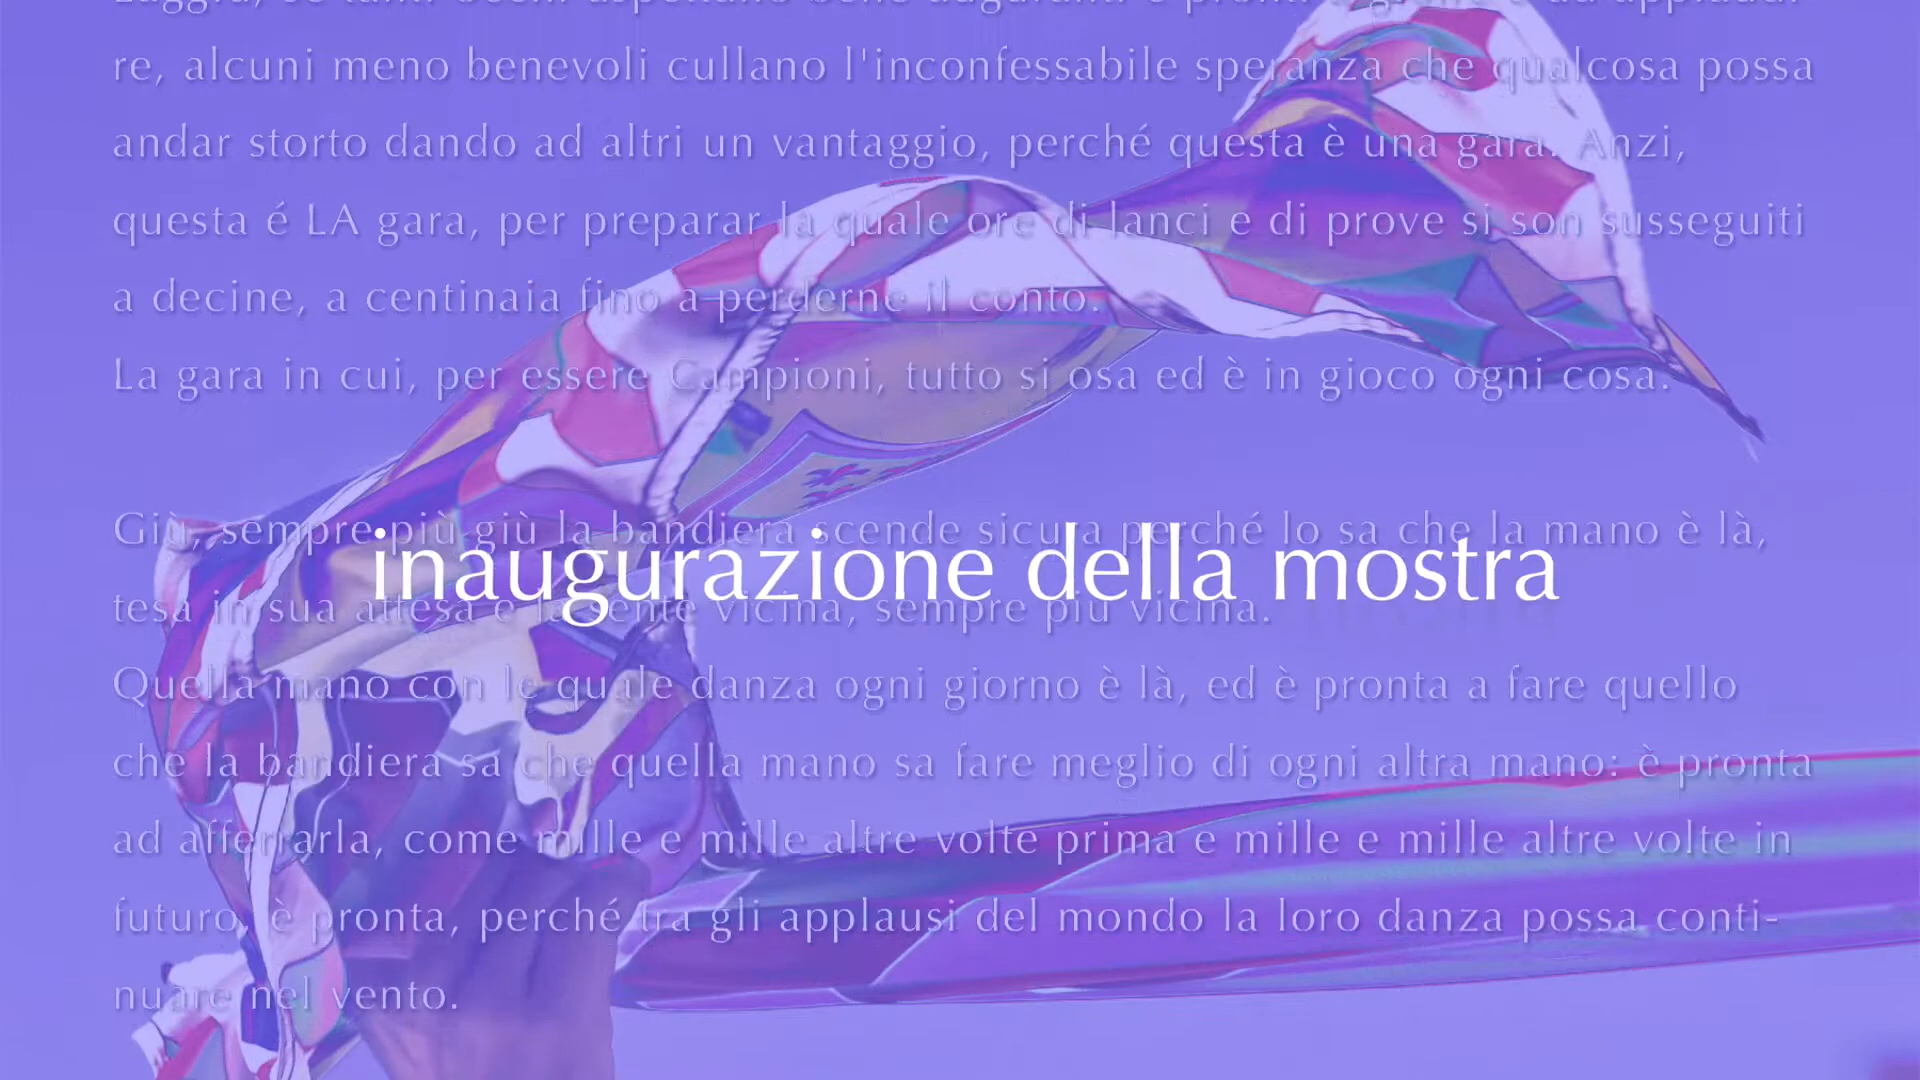 re, alcuni meno benevoli cullano l'inconfessabile speranza che qualcosa possa
andar storto dando ad altri un vantaggio, perché questa è una gara. Anzi,
questa é LA gara, per preparar la quale ore di lanci e di prove si son susseguiti
a decine, a centinaia fino a perderne il conto.
La gara in cui, per essere Campioni, tutto si osa ed è in gioco ogni cosa.
Giù, sempre più giù la bandiera scende sicura perché lo sa che la mano è là,
inaugurazione della mostra
tesa in sua attesa e la sente vicina, sempre più vicina.
Quella mano con le quale danza ogni giorno è là, ed è pronta a fare quello
che la bandiera sa che quella mano sa fare meglio di ogni altra mano: è pronta
ad afferrarla, come mille e mille altre volte prima e mille e mille altre volte in
futuro, è pronta, perché tra gli applausi del mondo la loro danza possa conti-
nuare nel vento.